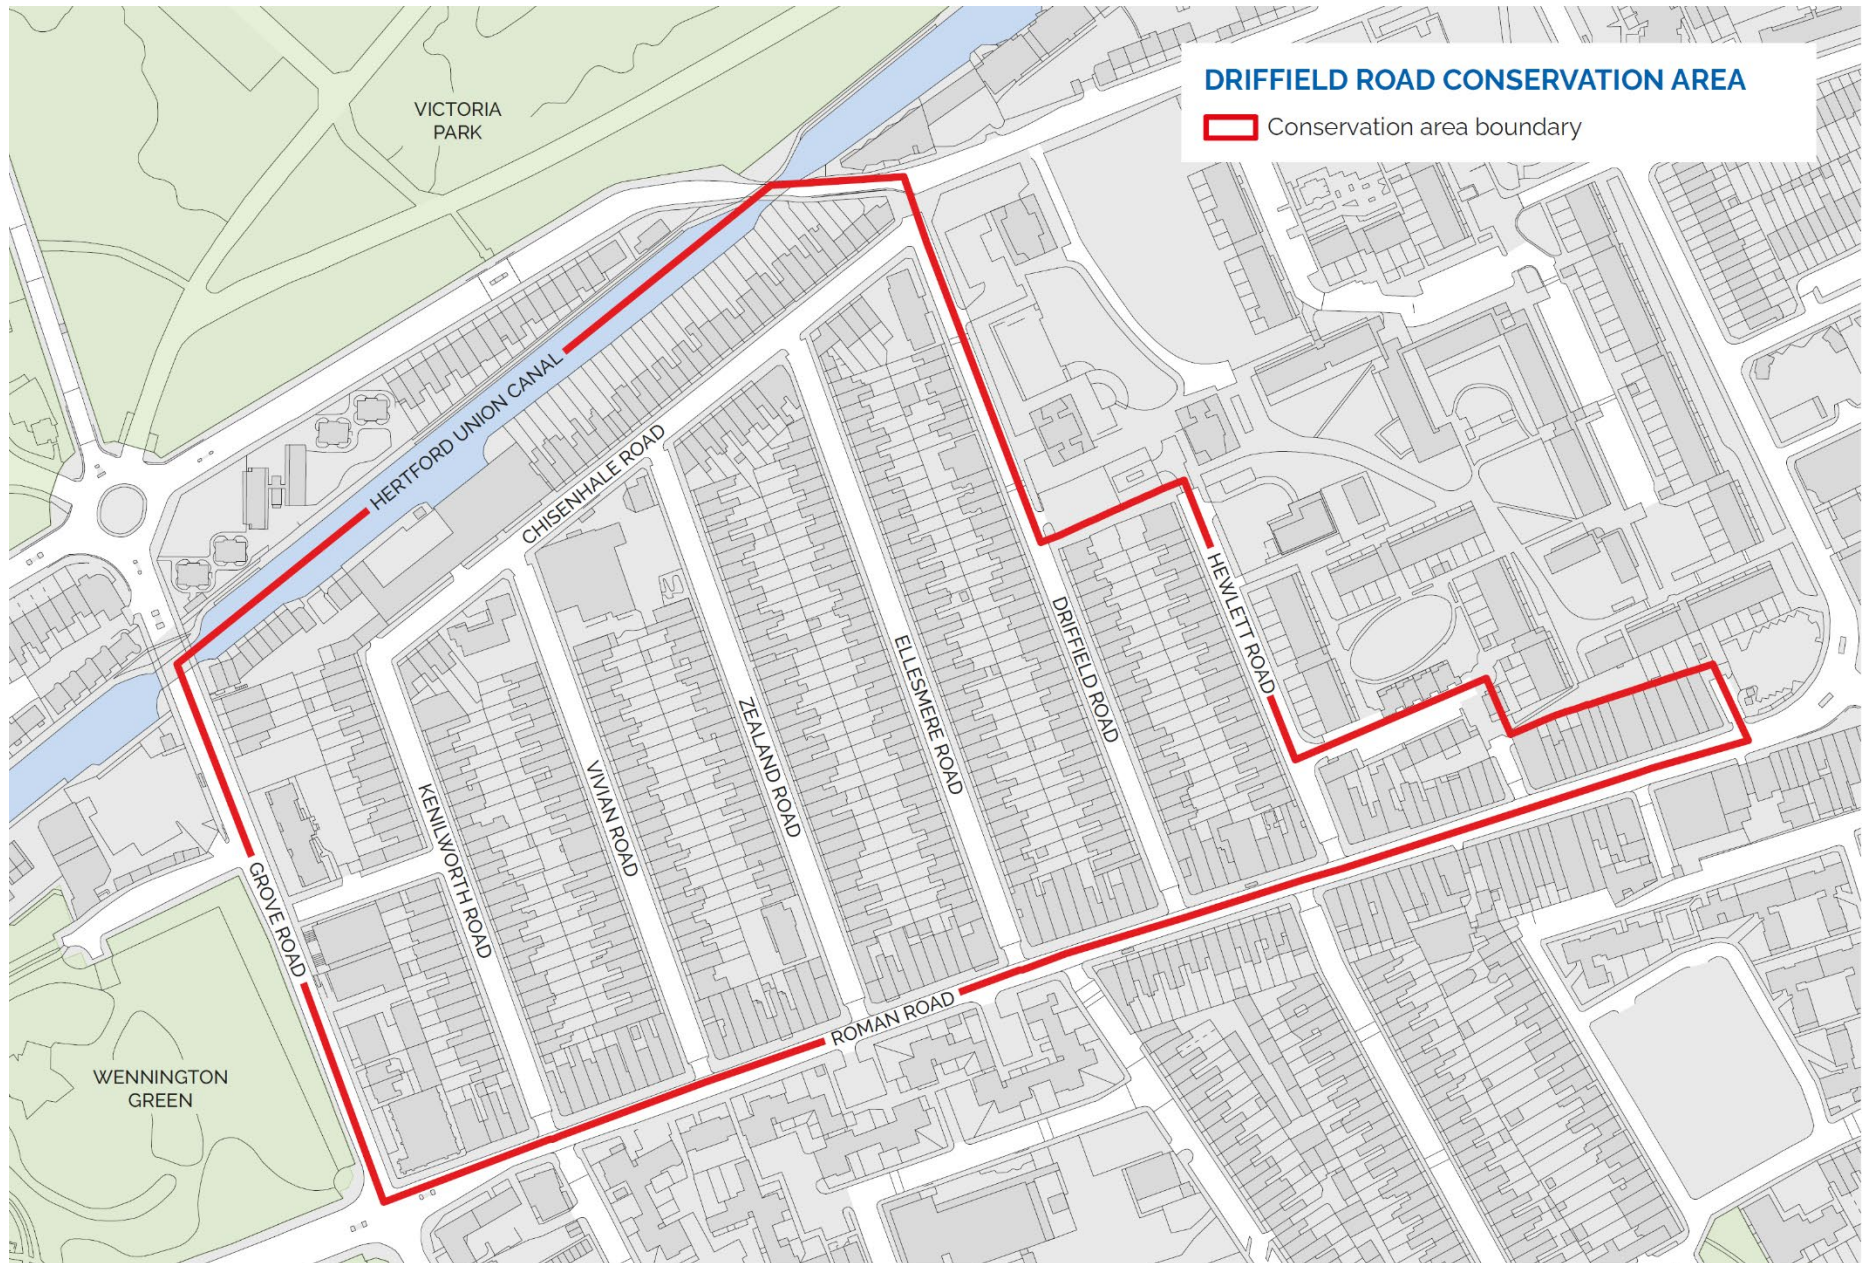 DRIFFIELD ROAD CONSERVATION AREA
Conservation area boundary
VICTORIA
PARK
HERTFORD UNION CANAL
CHISENHALE ROAD
HEWLETT ROAD
DRIFFIELD ROAD
ELLESMERE ROAD
ZEALAND ROAD
VIVIAN ROAD
KENILWORTH ROAD
GROVE ROAD
ROMAN ROAD
WENNINGTON
GREEN